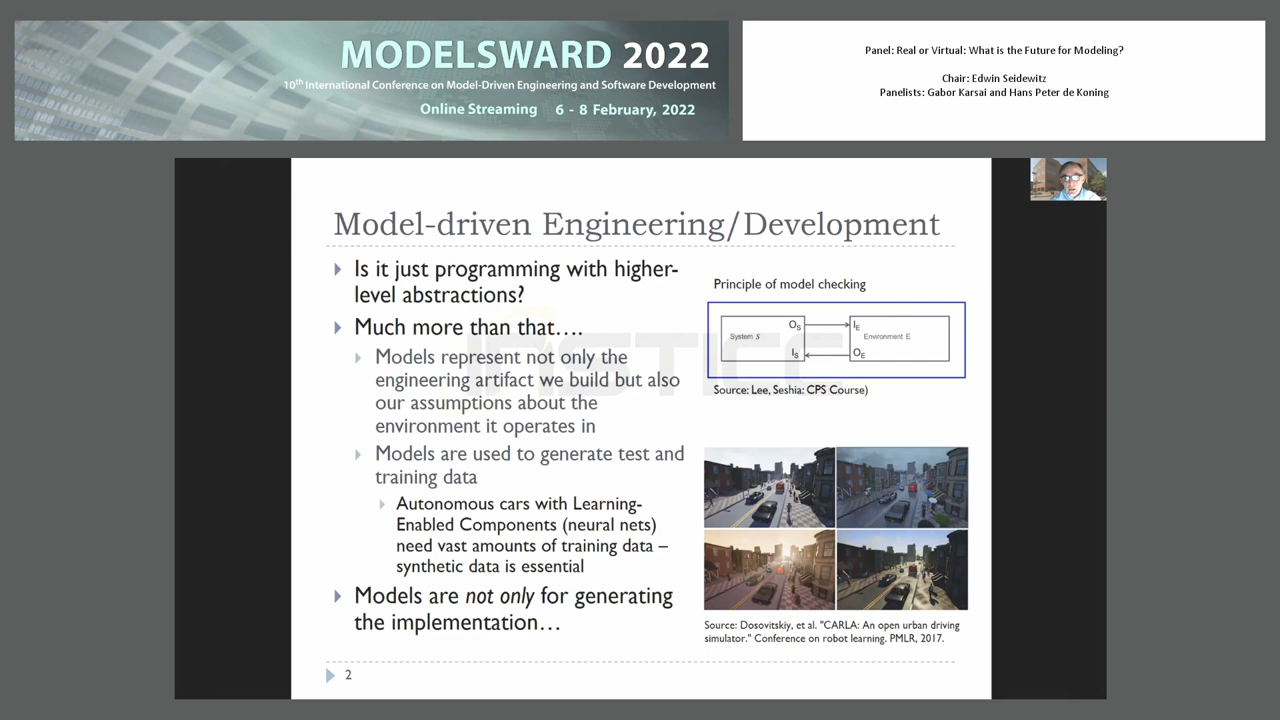 MODELSWARD 2022
10th International Conference on Model-Driven Engineering and Software Development
Online Streaming 6 - 8 February, 2022
Panel: Real or Virtual: What is the Future for Modeling?
Chair: Edwin Seidewitz
Panelists: Gabor Karsai and Hans Peter de Koning
Model-driven Engineering/Development
Is it just programming with higher-
level abstractions?
Much more than that….
Models represent not only the
engineering artifact we build but also
our assumptions about the
environment it operates in
Models are used to generate test and
training data
Autonomous cars with Learning-
Enabled Components (neural nets)
need vast amounts of training data –
synthetic data is essential
Models are not only for generating
the implementation…
Principle of model checking
System S
OS
IS
IE
OE
Environment E
Source: Lee, Seshia: CPS Course)
Source: Dosovitskiy, et al. "CARLA: An open urban driving
simulator." Conference on robot learning. PMLR, 2017.
2
INSTICC